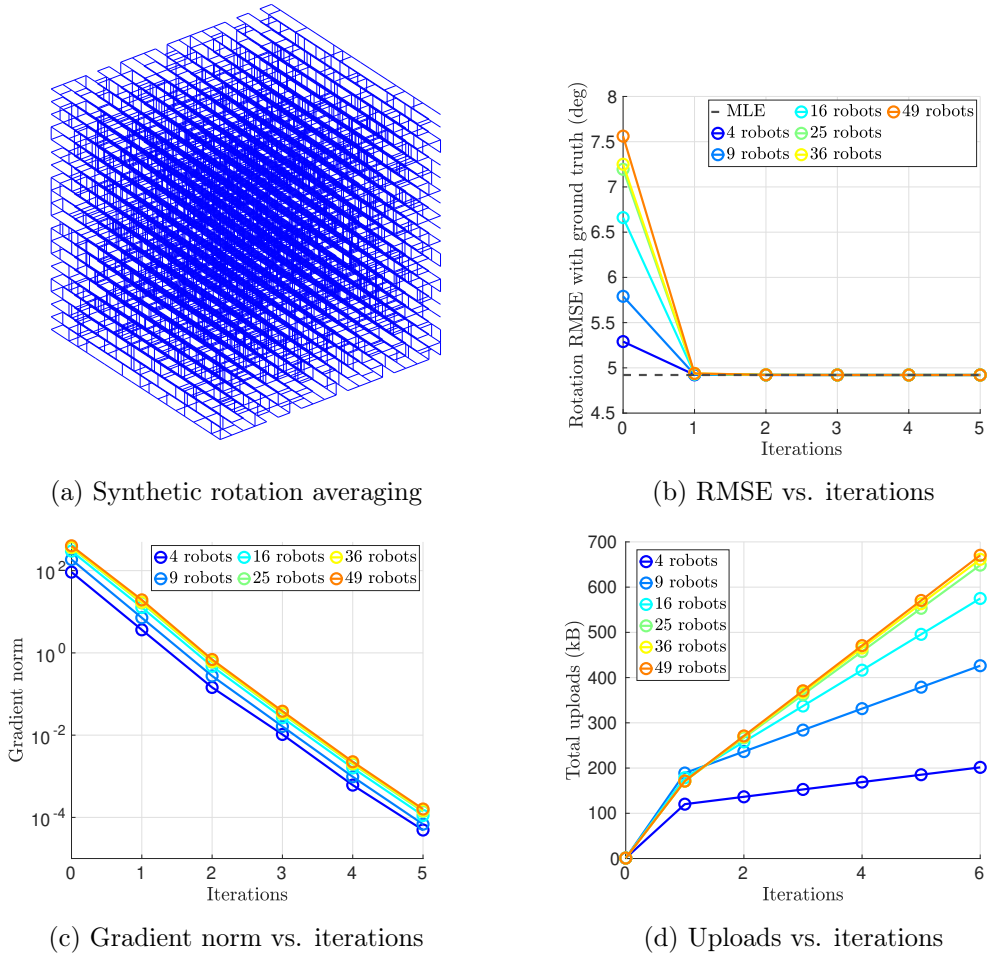 (a) Synthetic rotation averaging
Rotation RMSE with ground truth (deg)
8
7.5
7
6.5
6
5.5
5
4.5
MLE
4 robots
9 robots
16 robots
25 robots
36 robots
49 robots
0 1 2 3 4 5
Iterations
(b) RMSE vs. iterations
Gradient norm
10^2
10^0
10^-2
10^-4
4 robots
9 robots
16 robots
25 robots
36 robots
49 robots
0 1 2 3 4 5
Iterations
(c) Gradient norm vs. iterations
Total uploads (kB)
700
600
500
400
300
200
100
0
4 robots
9 robots
16 robots
25 robots
36 robots
49 robots
0 2 4 6
Iterations
(d) Uploads vs. iterations